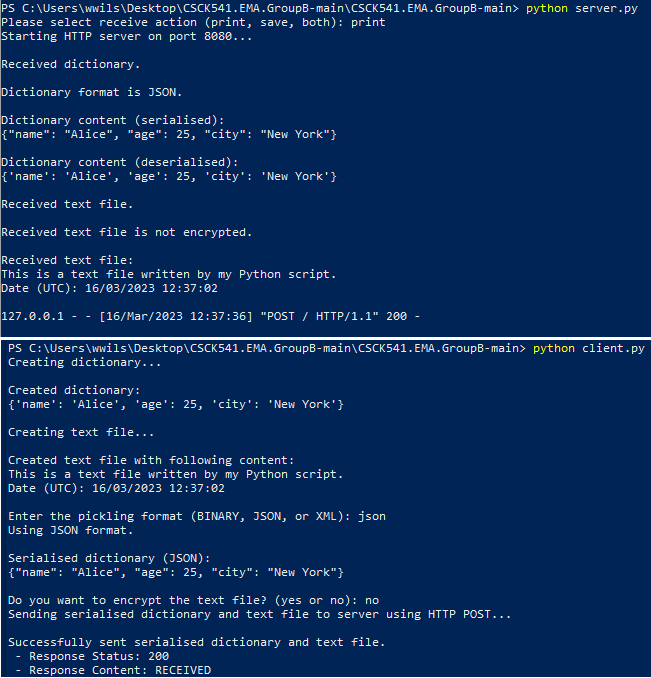 PS C:\Users\wwils\Desktop\CSCK541.EMA.GroupB-main\CSCK541.EMA.GroupB-main> python server.py
Please select receive action (print, save, both): print
Starting HTTP server on port 8080...
Received dictionary.
Dictionary format is JSON.
Dictionary content (serialised):
{"name": "Alice", "age": 25, "city": "New York"}
Dictionary content (deserialised):
{'name': 'Alice', 'age': 25, 'city': 'New York'}
Received text file.
Received text file is not encrypted.
Received text file:
This is a text file written by my Python script.
Date (UTC): 16/03/2023 12:37:02
127.0.0.1 - - [16/Mar/2023 12:37:36] "POST / HTTP/1.1" 200 -
PS C:\Users\wwils\Desktop\CSCK541.EMA.GroupB-main\CSCK541.EMA.GroupB-main> python client.py
Creating dictionary...
Created dictionary:
{'name': 'Alice', 'age': 25, 'city': 'New York'}
Creating text file...
Created text file with following content:
This is a text file written by my Python script.
Date (UTC): 16/03/2023 12:37:02
Enter the pickling format (BINARY, JSON, or XML): json
Using JSON format.
Serialised dictionary (JSON):
{"name": "Alice", "age": 25, "city": "New York"}
Do you want to encrypt the text file? (yes or no): no
Sending serialised dictionary and text file to server using HTTP POST...
Successfully sent serialised dictionary and text file.
- Response Status: 200
- Response Content: RECEIVED